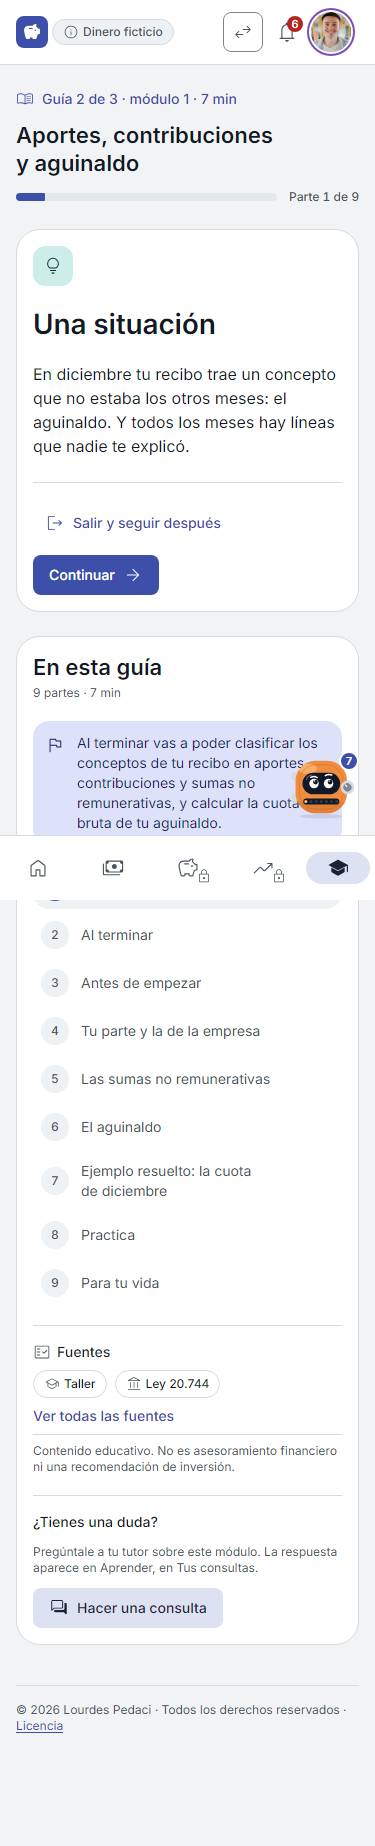 Dinero ficticio
6
Guía 2 de 3 · módulo 1 · 7 min
Aportes, contribuciones
y aguinaldo
Parte 1 de 9
Una situación
En diciembre tu recibo trae un concepto
que no estaba los otros meses: el
aguinaldo. Y todos los meses hay líneas
que nadie te explicó.
Salir y seguir después
Continuar
En esta guía
9 partes · 7 min
Al terminar vas a poder clasificar los
conceptos de tu recibo en aportes,
contribuciones y sumas no
remunerativas, y calcular la cuota
bruta de tu aguinaldo.
7
2 Al terminar
3 Antes de empezar
4 Tu parte y la de la empresa
5 Las sumas no remunerativas
6 El aguinaldo
7 Ejemplo resuelto: la cuota
de diciembre
8 Practica
9 Para tu vida
Fuentes
Taller
Ley 20.744
Ver todas las fuentes
Contenido educativo. No es asesoramiento financiero
ni una recomendación de inversión.
¿Tienes una duda?
Pregúntale a tu tutor sobre este módulo. La respuesta
aparece en Aprender, en Tus consultas.
Hacer una consulta
© 2026 Lourdes Pedaci · Todos los derechos reservados ·
Licencia